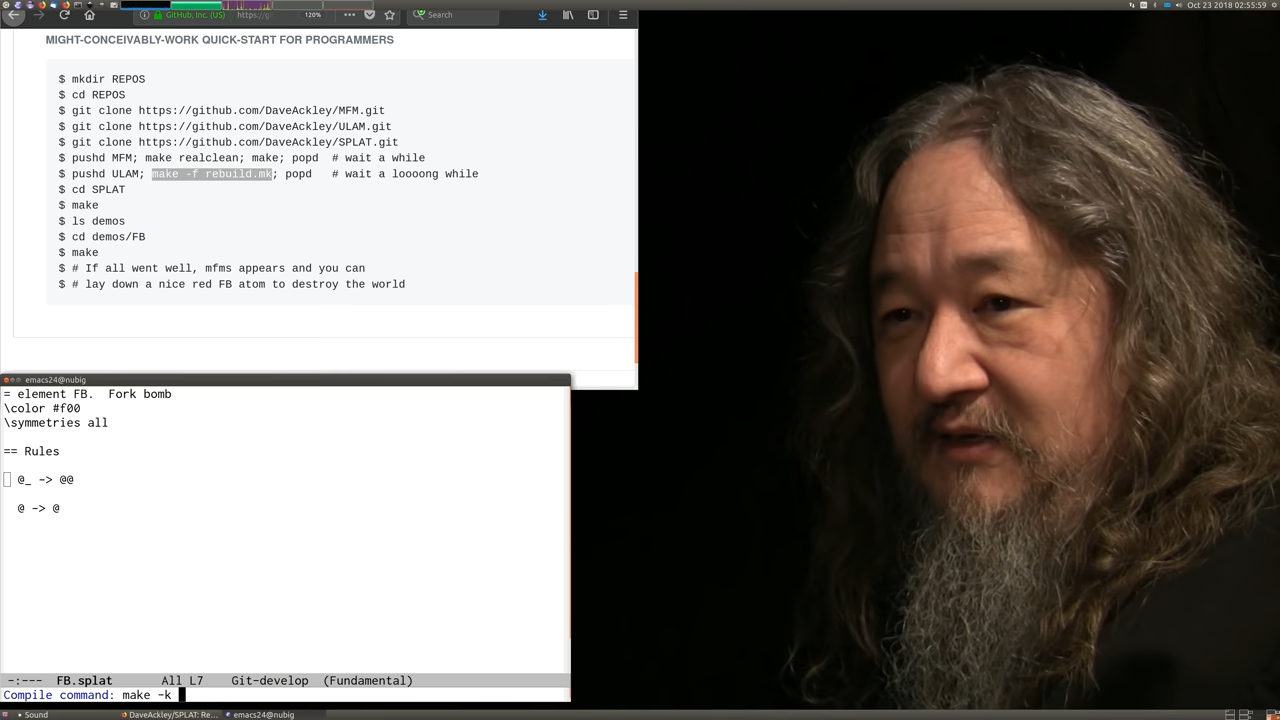 Oct 23 2018 02:55:59
GitHub, Inc. (US)
https://gi
120%
Search
MIGHT-CONCEIVABLY-WORK QUICK-START FOR PROGRAMMERS
$ mkdir REPOS
$ cd REPOS
$ git clone https://github.com/DaveAckley/MFM.git
$ git clone https://github.com/DaveAckley/ULAM.git
$ git clone https://github.com/DaveAckley/SPLAT.git
$ pushd MFM; make realclean; make; popd  # wait a while
$ pushd ULAM; make -f rebuild.mk; popd   # wait a loooong while
$ cd SPLAT
$ make
$ ls demos
$ cd demos/FB
$ make
$ # If all went well, mfms appears and you can
$ # lay down a nice red FB atom to destroy the world
emacs24@nubig
= element FB.  Fork bomb
\color #f00
\symmetries all
== Rules
@_ -> @@
@ -> @
-:---  FB.splat       All L7    Git-develop  (Fundamental)
Compile command: make -k
Sound
DaveAckley/SPLAT: Re...
emacs24@nubig